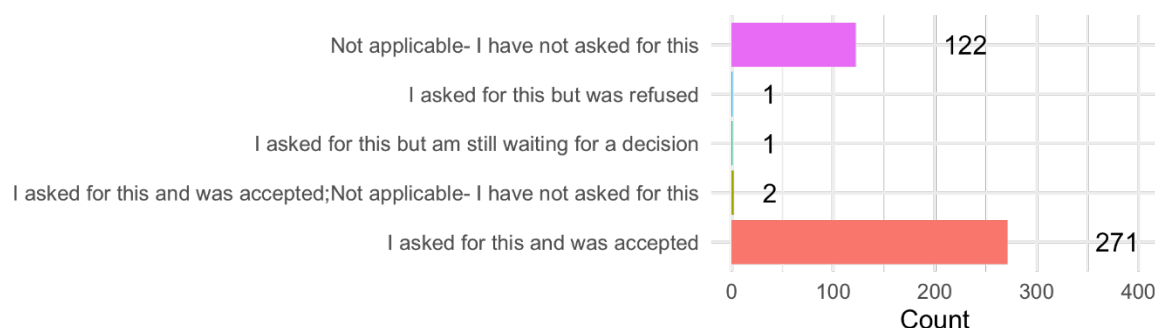 Not applicable- I have not asked for this 122
I asked for this but was refused 1
I asked for this but am still waiting for a decision 1
I asked for this and was accepted;Not applicable- I have not asked for this 2
I asked for this and was accepted 271
0 100 200 300 400
Count